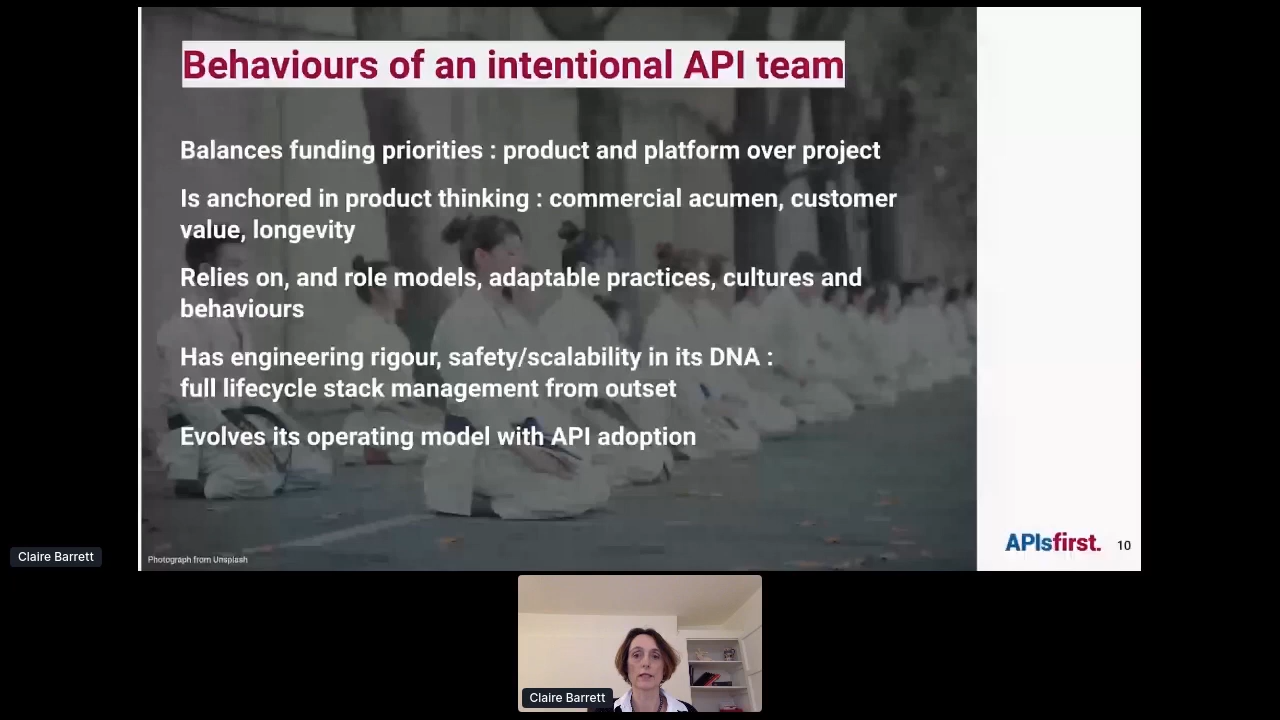 Behaviours of an intentional API team
Balances funding priorities : product and platform over project
Is anchored in product thinking : commercial acumen, customer
value, longevity
Relies on, and role models, adaptable practices, cultures and
behaviours
Has engineering rigour, safety/scalability in its DNA :
full lifecycle stack management from outset
Evolves its operating model with API adoption
Photograph from Unsplash
APIsfirst. 10
Claire Barrett
Claire Barrett